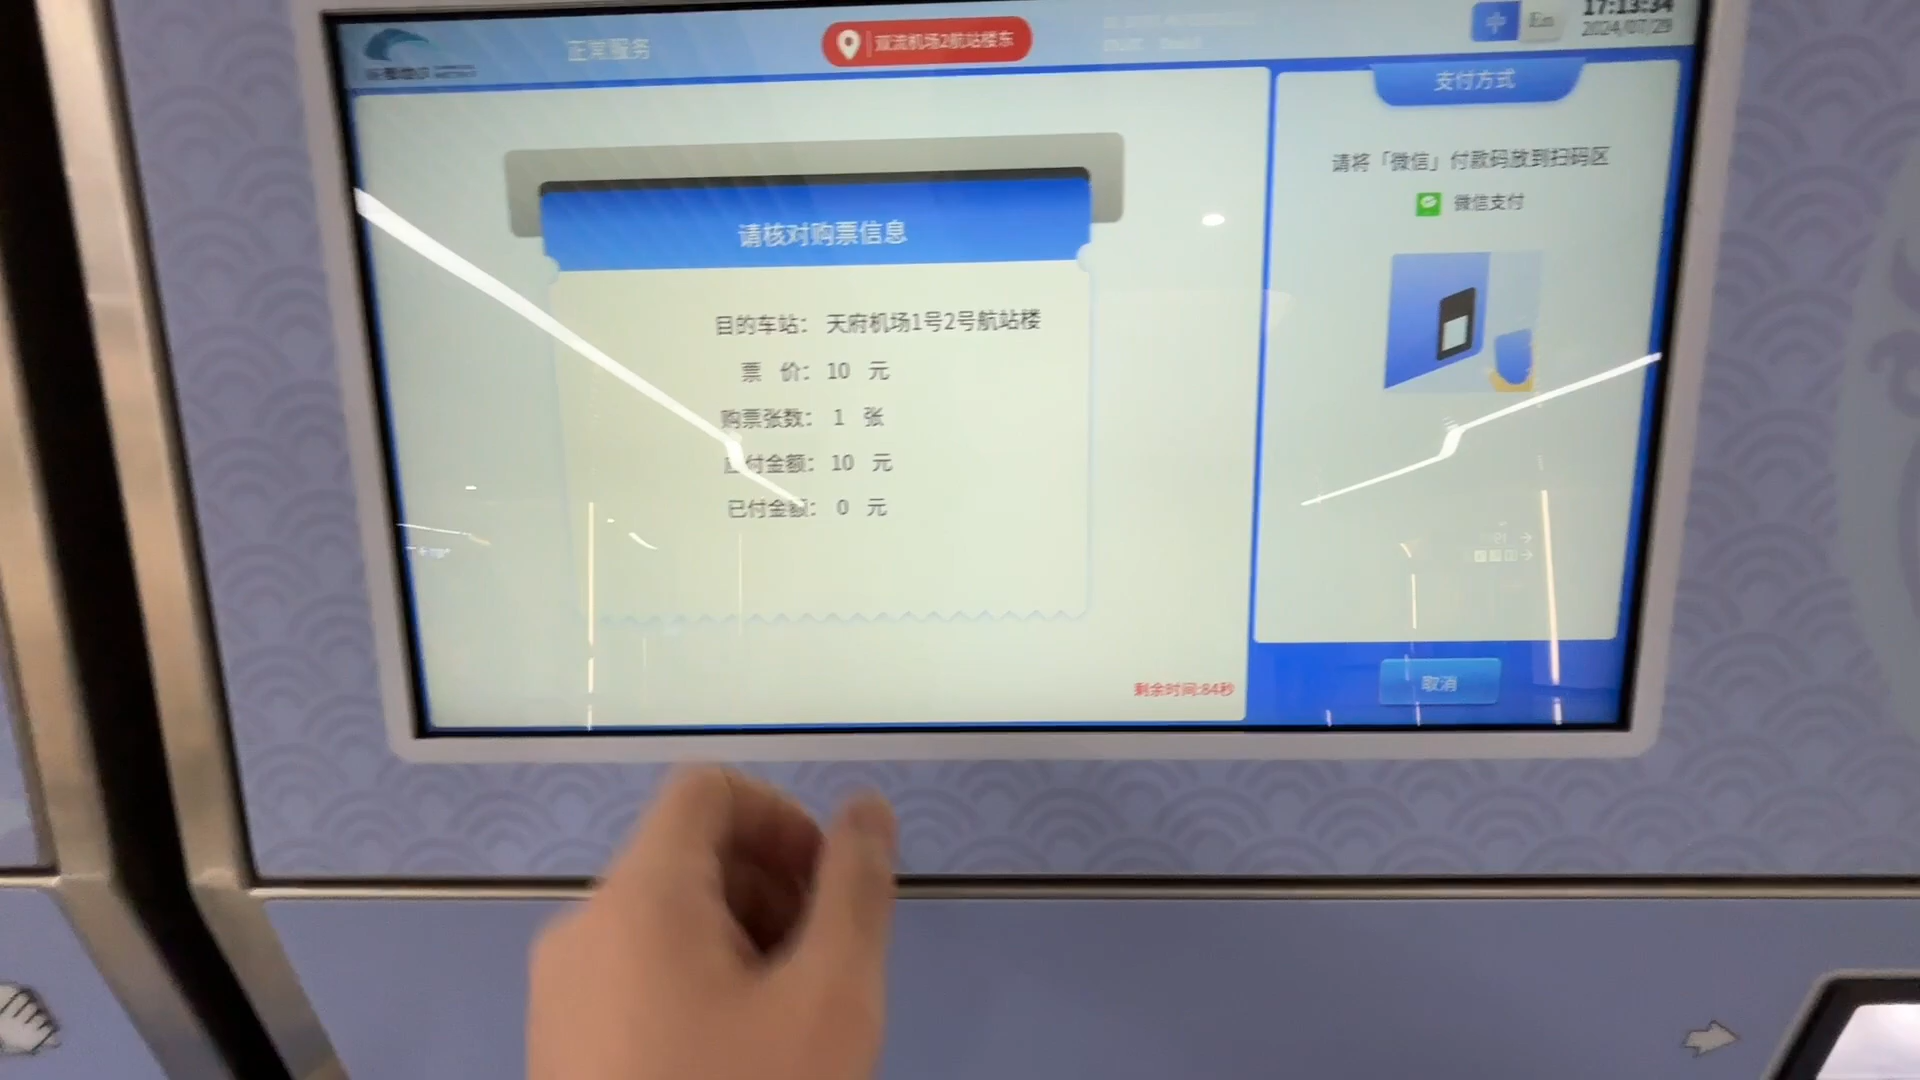 正常服务
双流机场2航站楼东
中 En
17:13:34
2024/07/29
请核对购票信息
目的车站： 天府机场1号2号航站楼
票 价： 10 元
购票张数： 1 张
应付金额： 10 元
已付金额： 0 元
剩余时间:84秒
支付方式
请将「微信」付款码放到扫码区
微信支付
取消